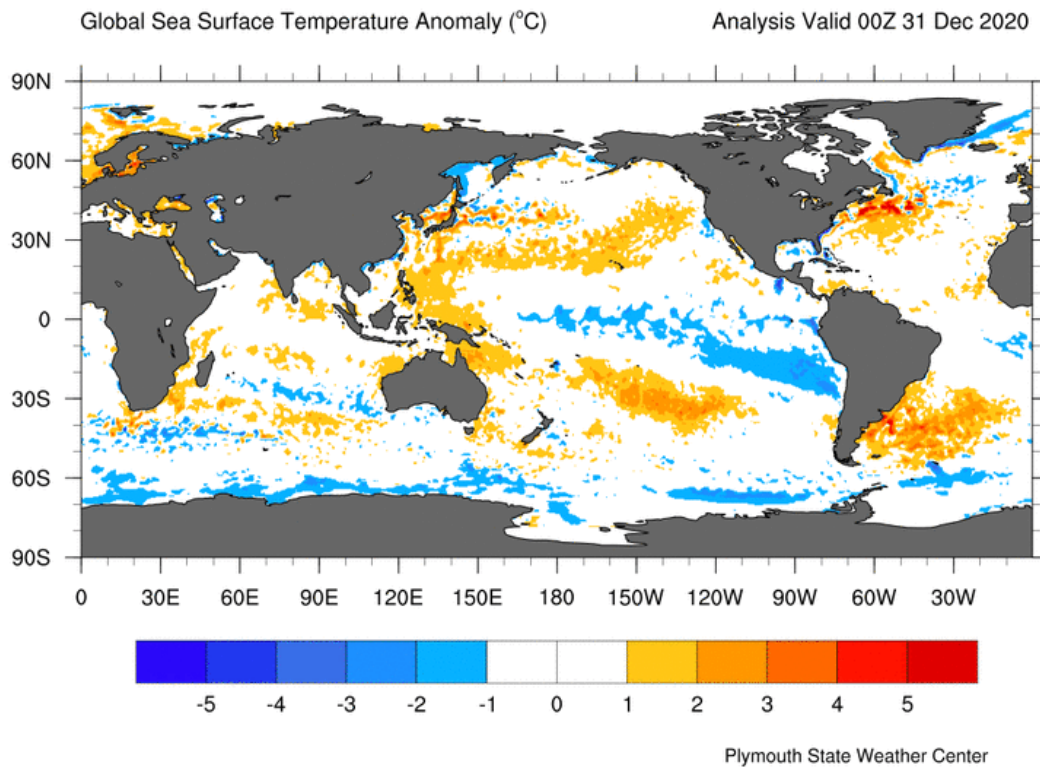 Global Sea Surface Temperature Anomaly (°C) Analysis Valid 00Z 31 Dec 2020
90N
60N
30N
0
30S
60S
90S
0 30E 60E 90E 120E 150E 180 150W 120W 90W 60W 30W
-5 -4 -3 -2 -1 0 1 2 3 4 5
Plymouth State Weather Center